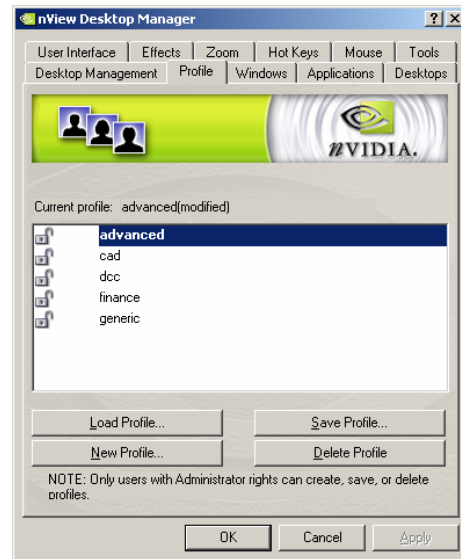 nView Desktop Manager
User Interface Effects Zoom Hot Keys Mouse Tools
Desktop Management Profile Windows Applications Desktops
nVIDIA.
Current profile: advanced(modified)
advanced
cad
dcc
finance
generic
Load Profile... Save Profile...
New Profile... Delete Profile
NOTE: Only users with Administrator rights can create, save, or delete
profiles.
OK Cancel Apply